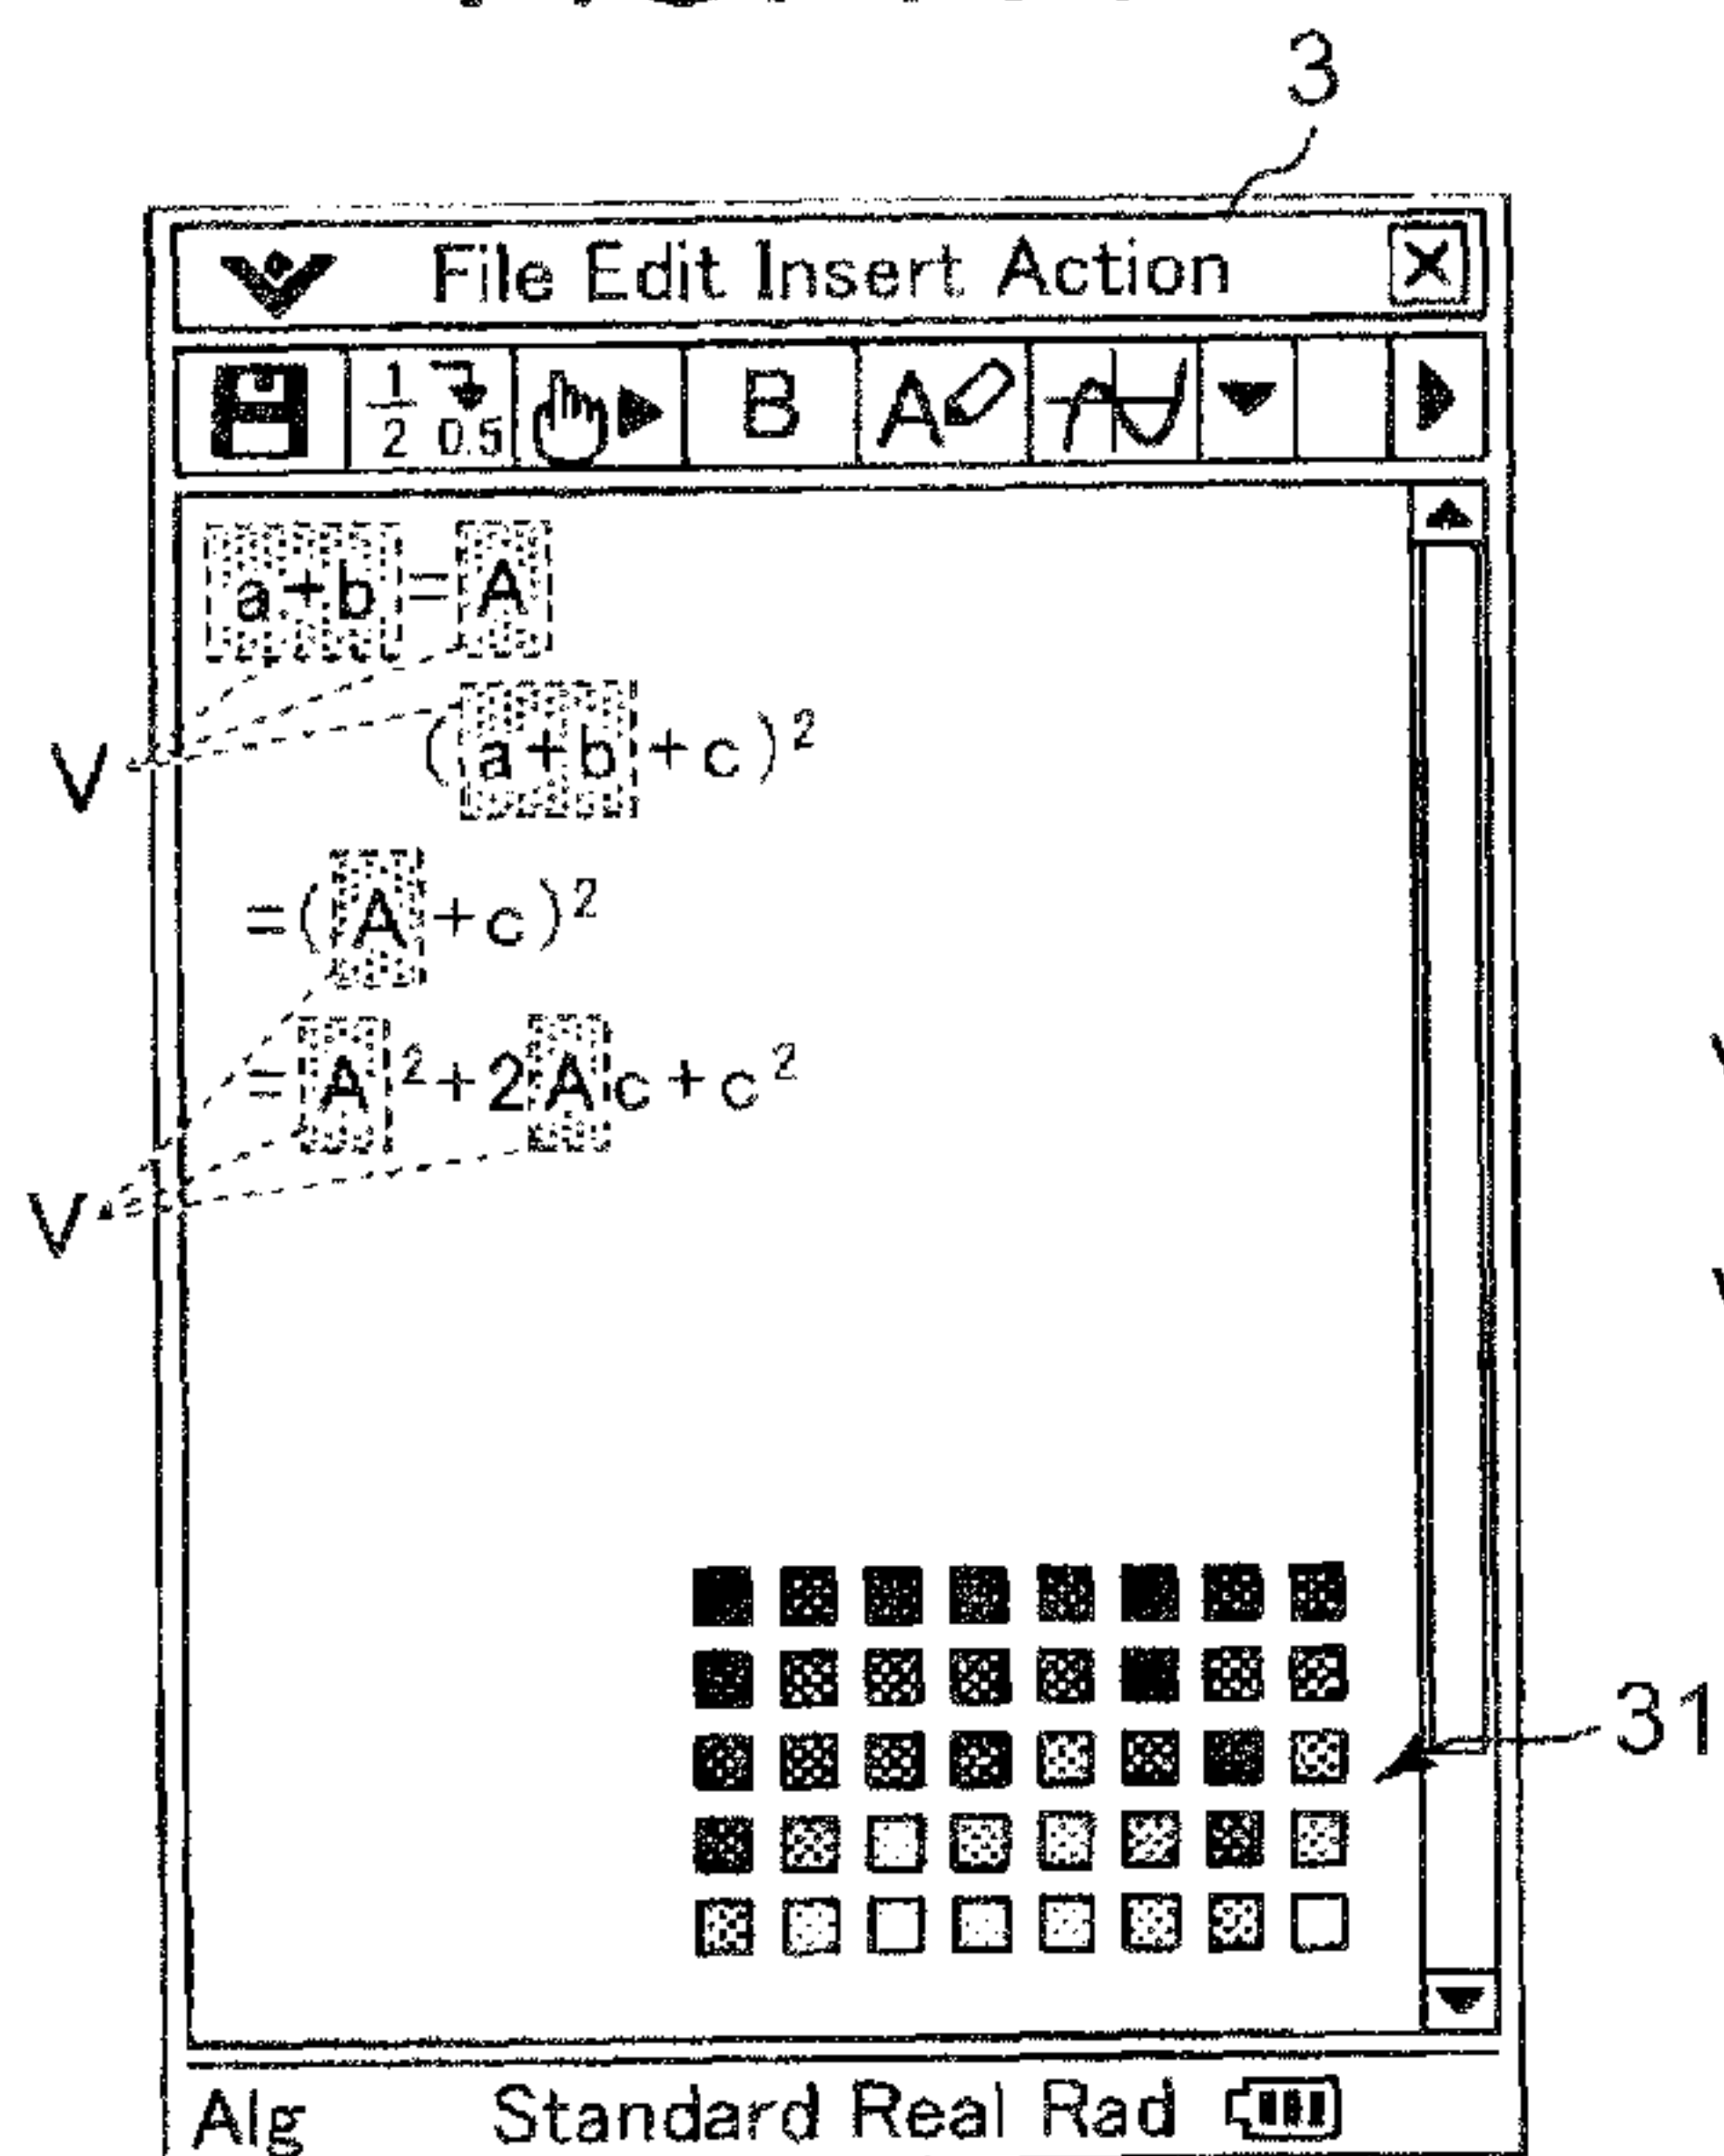 3
File Edit Insert Action
1/2 0.5 B A
a+b=A
V
(a+b+c)²
=(A+c)²
=A²+2Ac+c²
V
31
Alg Standard Real Rad